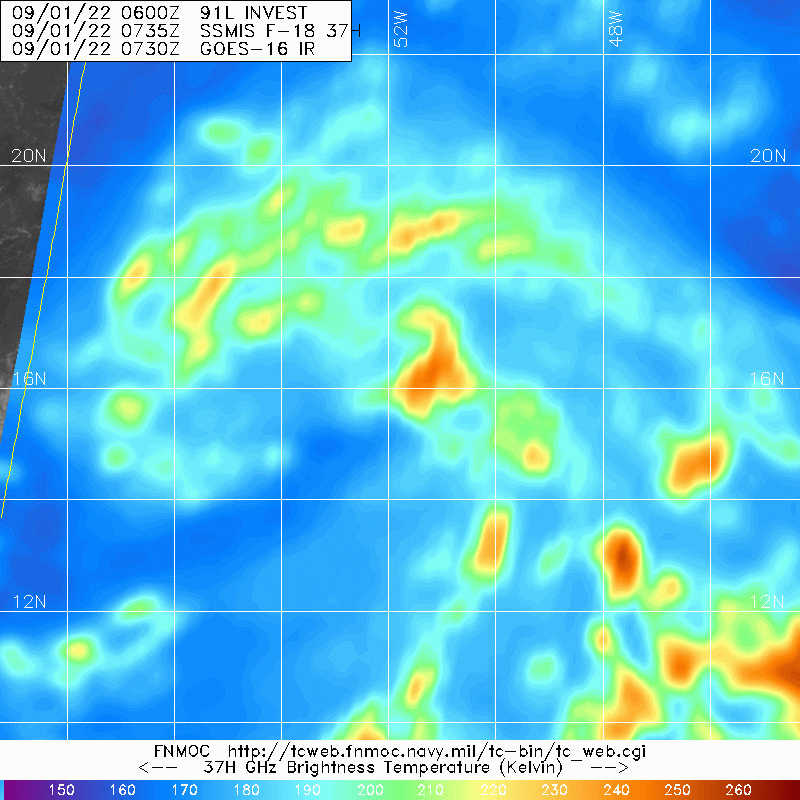 09/01/22 0600Z 91L INVEST
09/01/22 0735Z SSMIS F-18 37H
09/01/22 0730Z GOES-16 IR
52W
48W
20N
20N
16N
16N
12N
12N
FNMOC http://tcweb.fnmoc.navy.mil/tc-bin/tc_web.cgi
<-- 37H GHz Brightness Temperature (Kelvin) -->
150 160 170 180 190 200 210 220 230 240 250 260